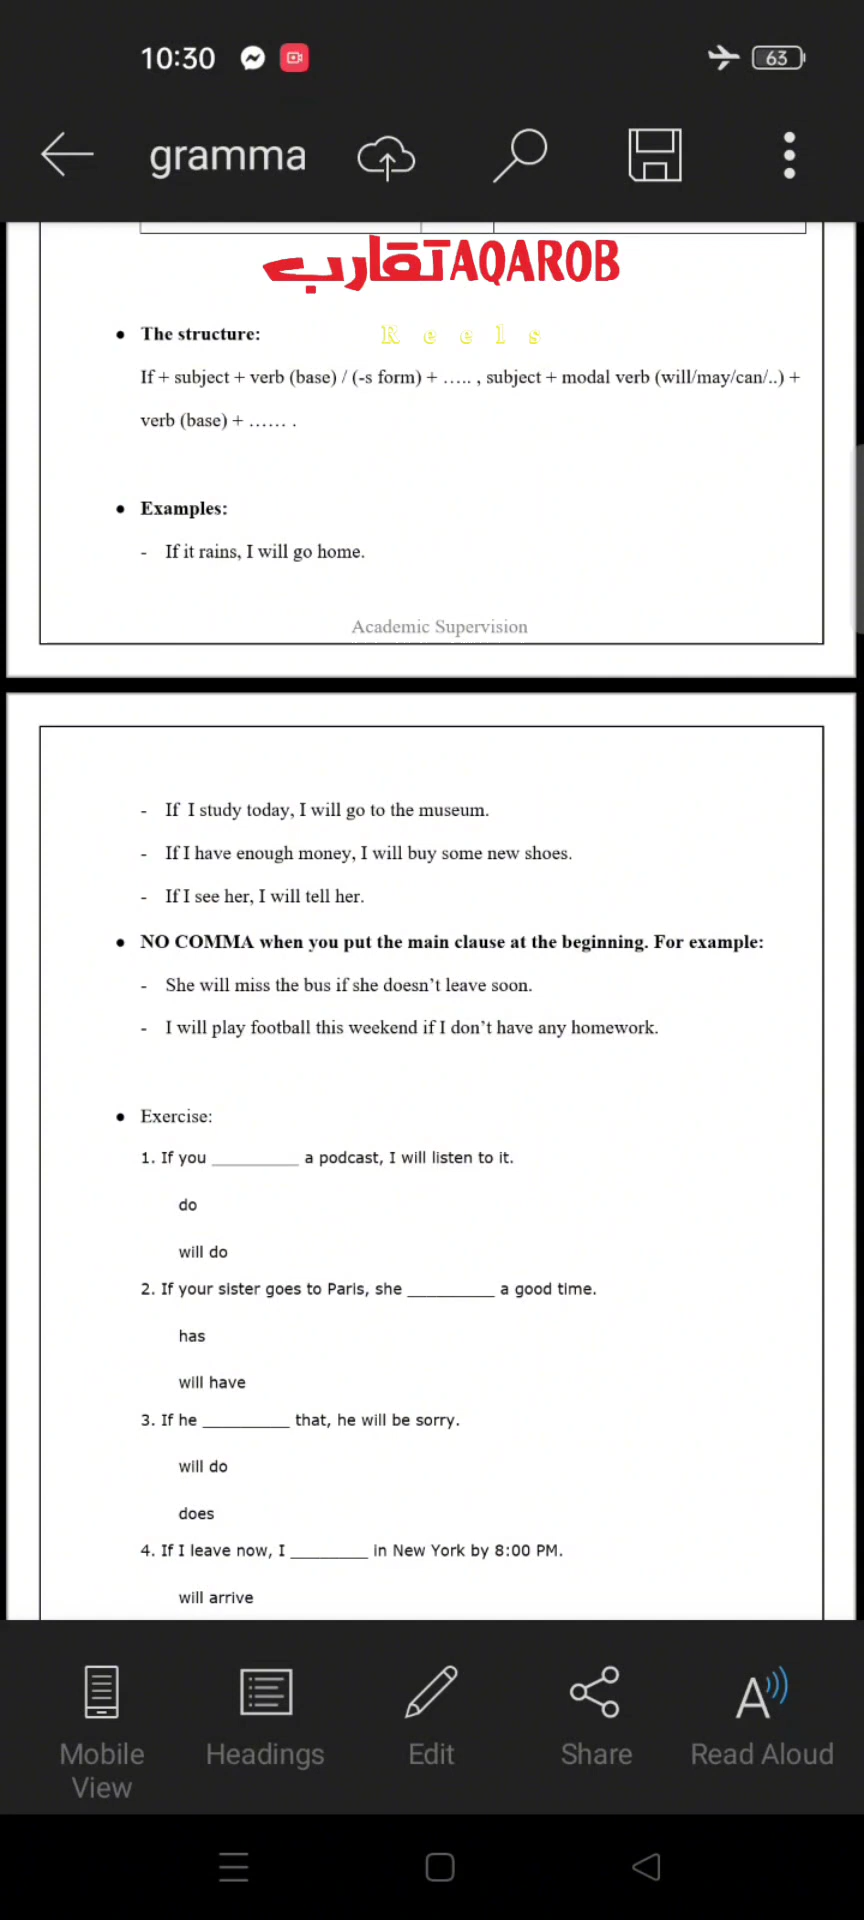 10:30
63
gramma
تقارب AQAROB
Reels
• The structure:
If + subject + verb (base) / (-s form) + ….. , subject + modal verb (will/may/can/..) +
verb (base) + …… .
• Examples:
- If it rains, I will go home.
Academic Supervision
- If I study today, I will go to the museum.
- If I have enough money, I will buy some new shoes.
- If I see her, I will tell her.
• NO COMMA when you put the main clause at the beginning. For example:
- She will miss the bus if she doesn’t leave soon.
- I will play football this weekend if I don’t have any homework.
• Exercise:
1. If you __________ a podcast, I will listen to it.
do
will do
2. If your sister goes to Paris, she __________ a good time.
has
will have
3. If he __________ that, he will be sorry.
will do
does
4. If I leave now, I _________ in New York by 8:00 PM.
will arrive
Mobile View
Headings
Edit
Share
Read Aloud